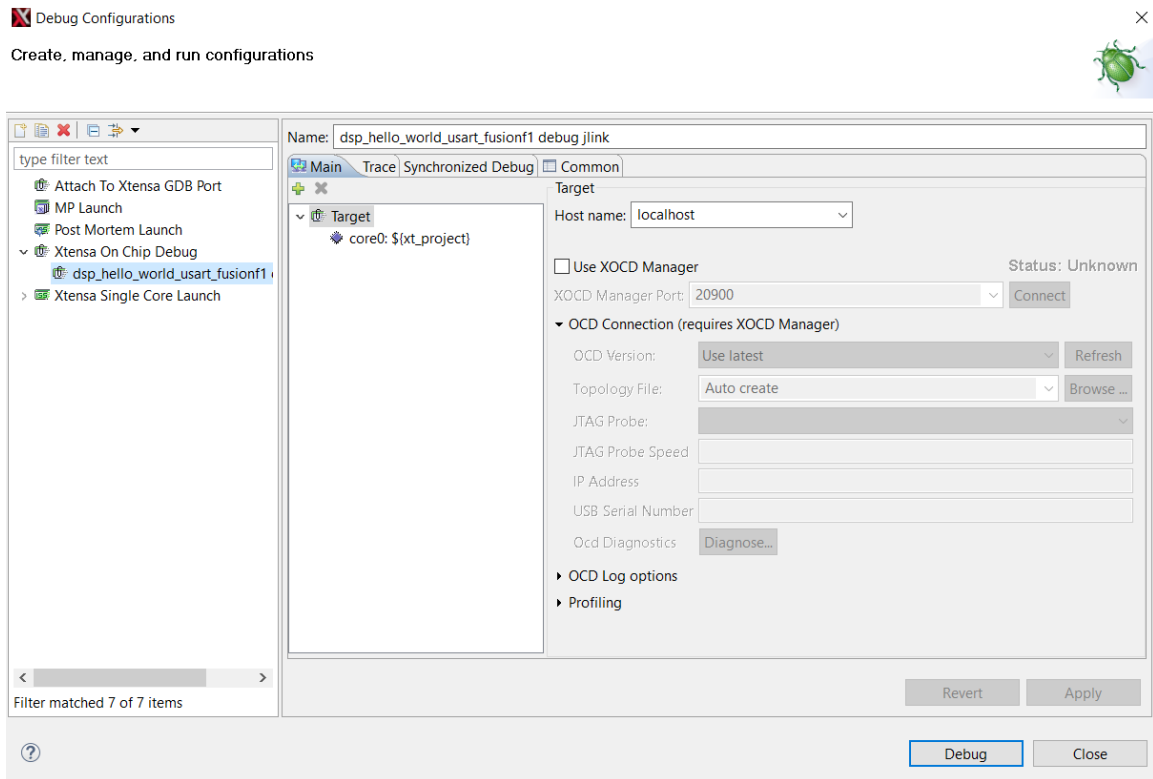 Debug Configurations
Create, manage, and run configurations
type filter text
Attach To Xtensa GDB Port
MP Launch
Post Mortem Launch
Xtensa On Chip Debug
dsp_hello_world_usart_fusionf1
Xtensa Single Core Launch
Filter matched 7 of 7 items
Name: dsp_hello_world_usart_fusionf1 debug jlink
Main Trace Synchronized Debug Common
Target
core0: ${xt_project}
Target
Host name: localhost
Use XOCD Manager Status: Unknown
XOCD Manager Port: 20900 Connect
OCD Connection (requires XOCD Manager)
OCD Version: Use latest Refresh
Topology File: Auto create Browse ...
JTAG Probe:
JTAG Probe Speed
IP Address
USB Serial Number
Ocd Diagnostics Diagnose...
OCD Log options
Profiling
Revert Apply
Debug Close